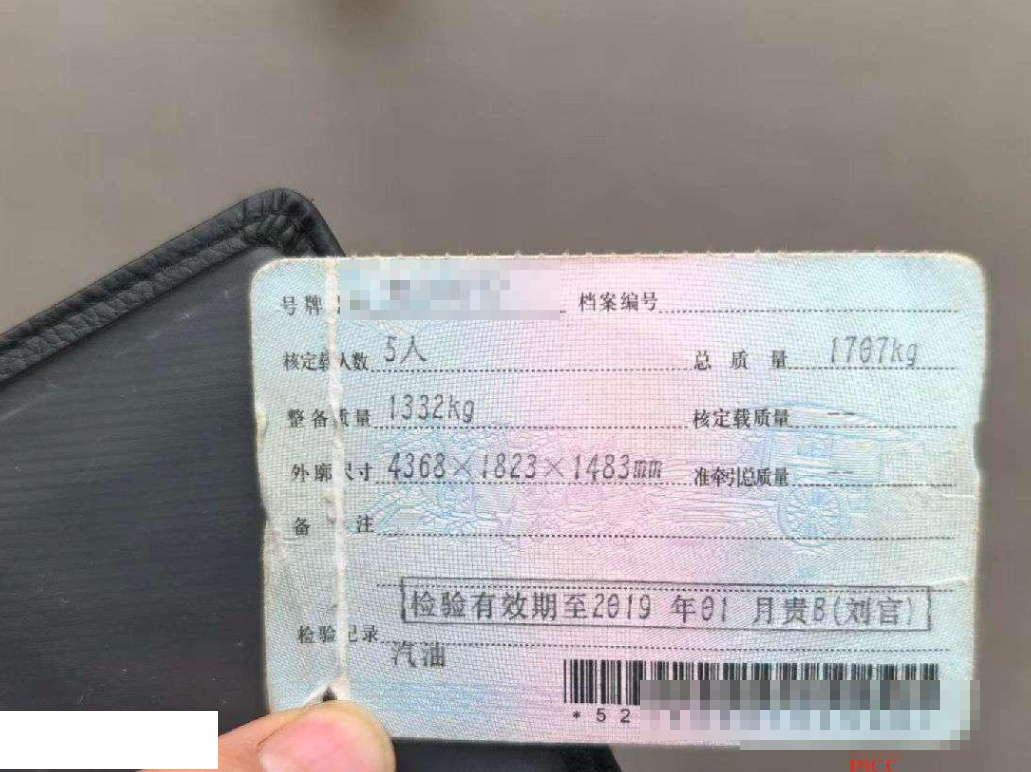 号牌 档案编号
核定载人数 5人 总质量 1707kg
整备质量 1332kg 核定载质量 --
外廓尺寸 4368×1823×1483mm 准牵引总质量 --
备注
检验有效期至2019年01月贵B(刘官)
检验记录
汽油
*52
PICC